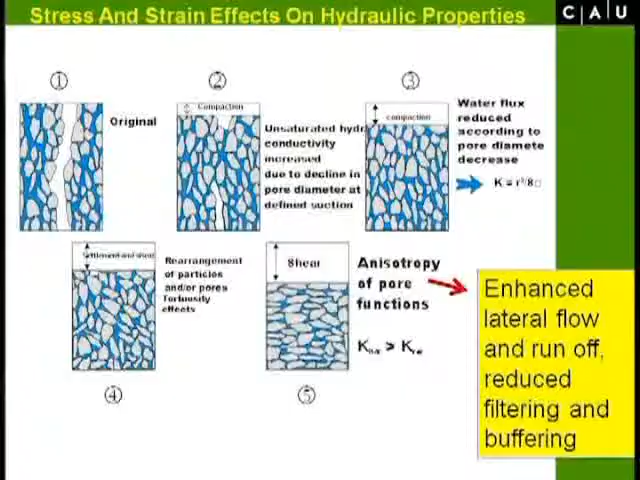 Stress And Strain Effects On Hydraulic Properties
C A U
①
②
③
Compaction
compaction
Original
Unsaturated hydr
conductivity
increased
due to decline in
pore diameter at
defined suction
Water flux
reduced
according to
pore diamete
decrease
Settlement and shear
Rearrangement
of particles
and/or pores
Tortuosity
effects
Shear
Anisotropy
of pore
functions
④
⑤
Enhanced
lateral flow
and run off,
reduced
filtering and
buffering